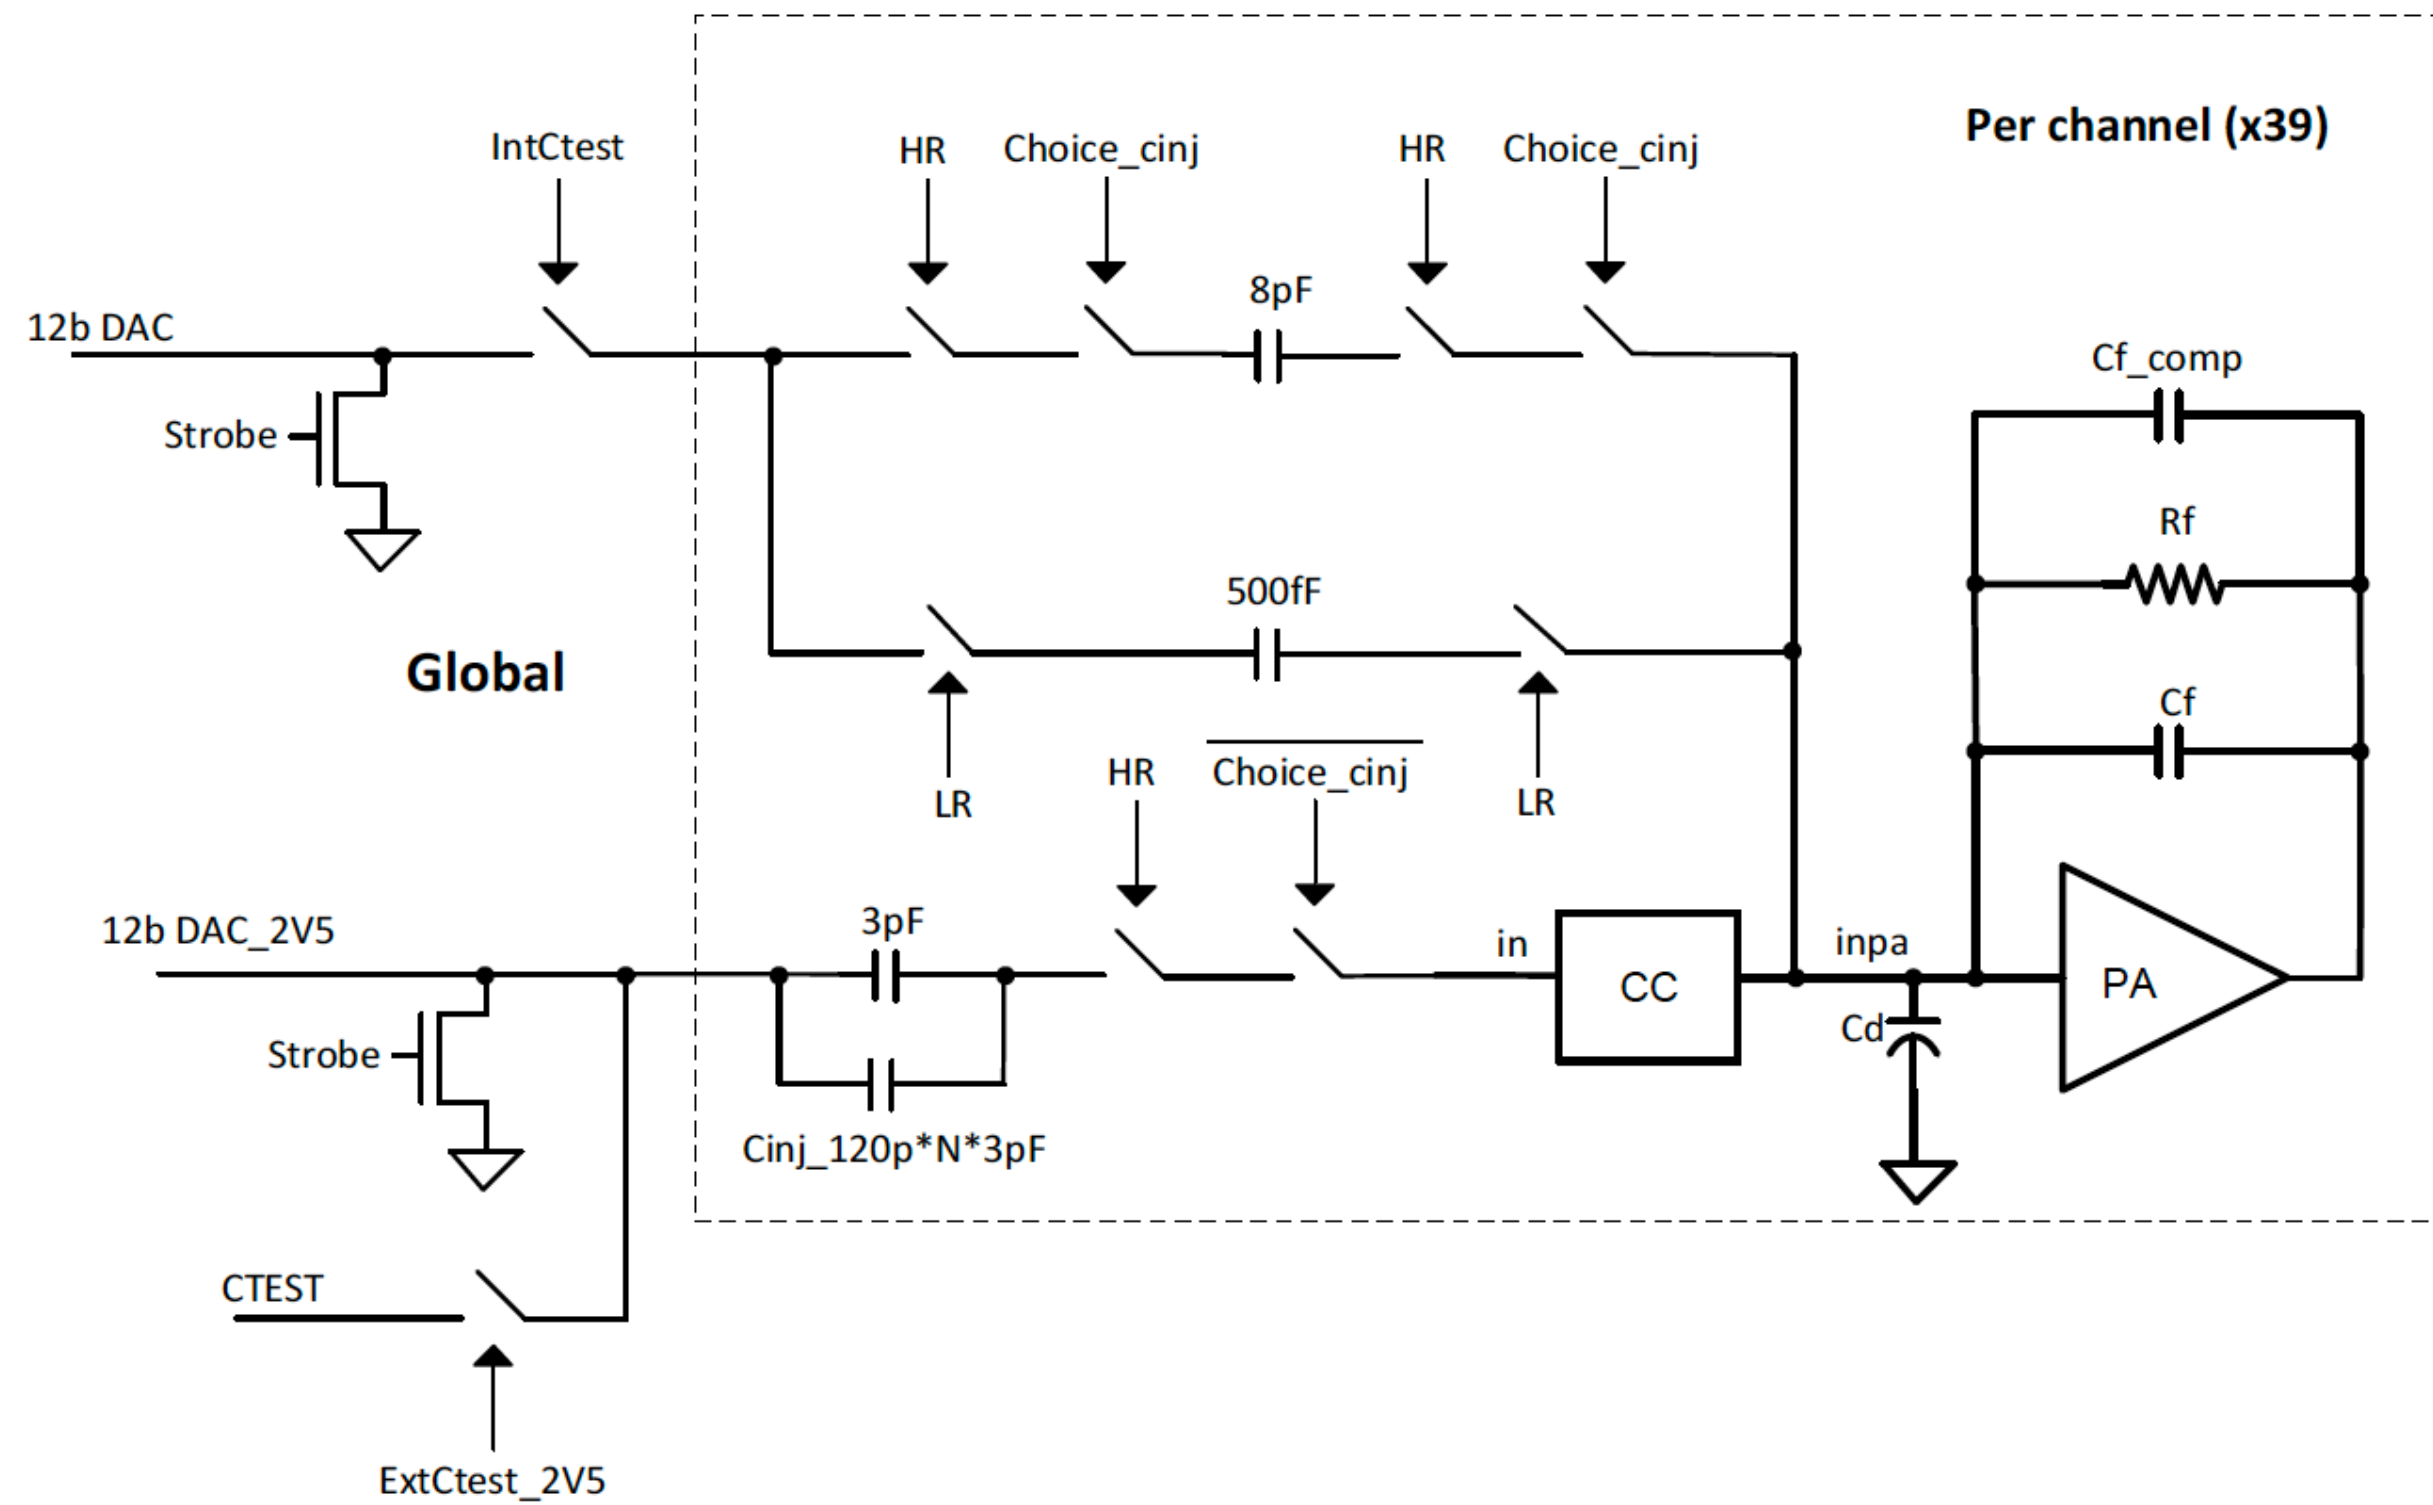 Per channel (x39)
IntCtest
HR
Choice_cinj
HR
Choice_cinj
8pF
12b DAC
Cf_comp
Strobe
Rf
500fF
Global
Cf
HR
Choice_cinj
LR
LR
3pF
12b DAC_2V5
in
inpa
CC
PA
Cd
Strobe
Cinj_120p*N*3pF
CTEST
ExtCtest_2V5